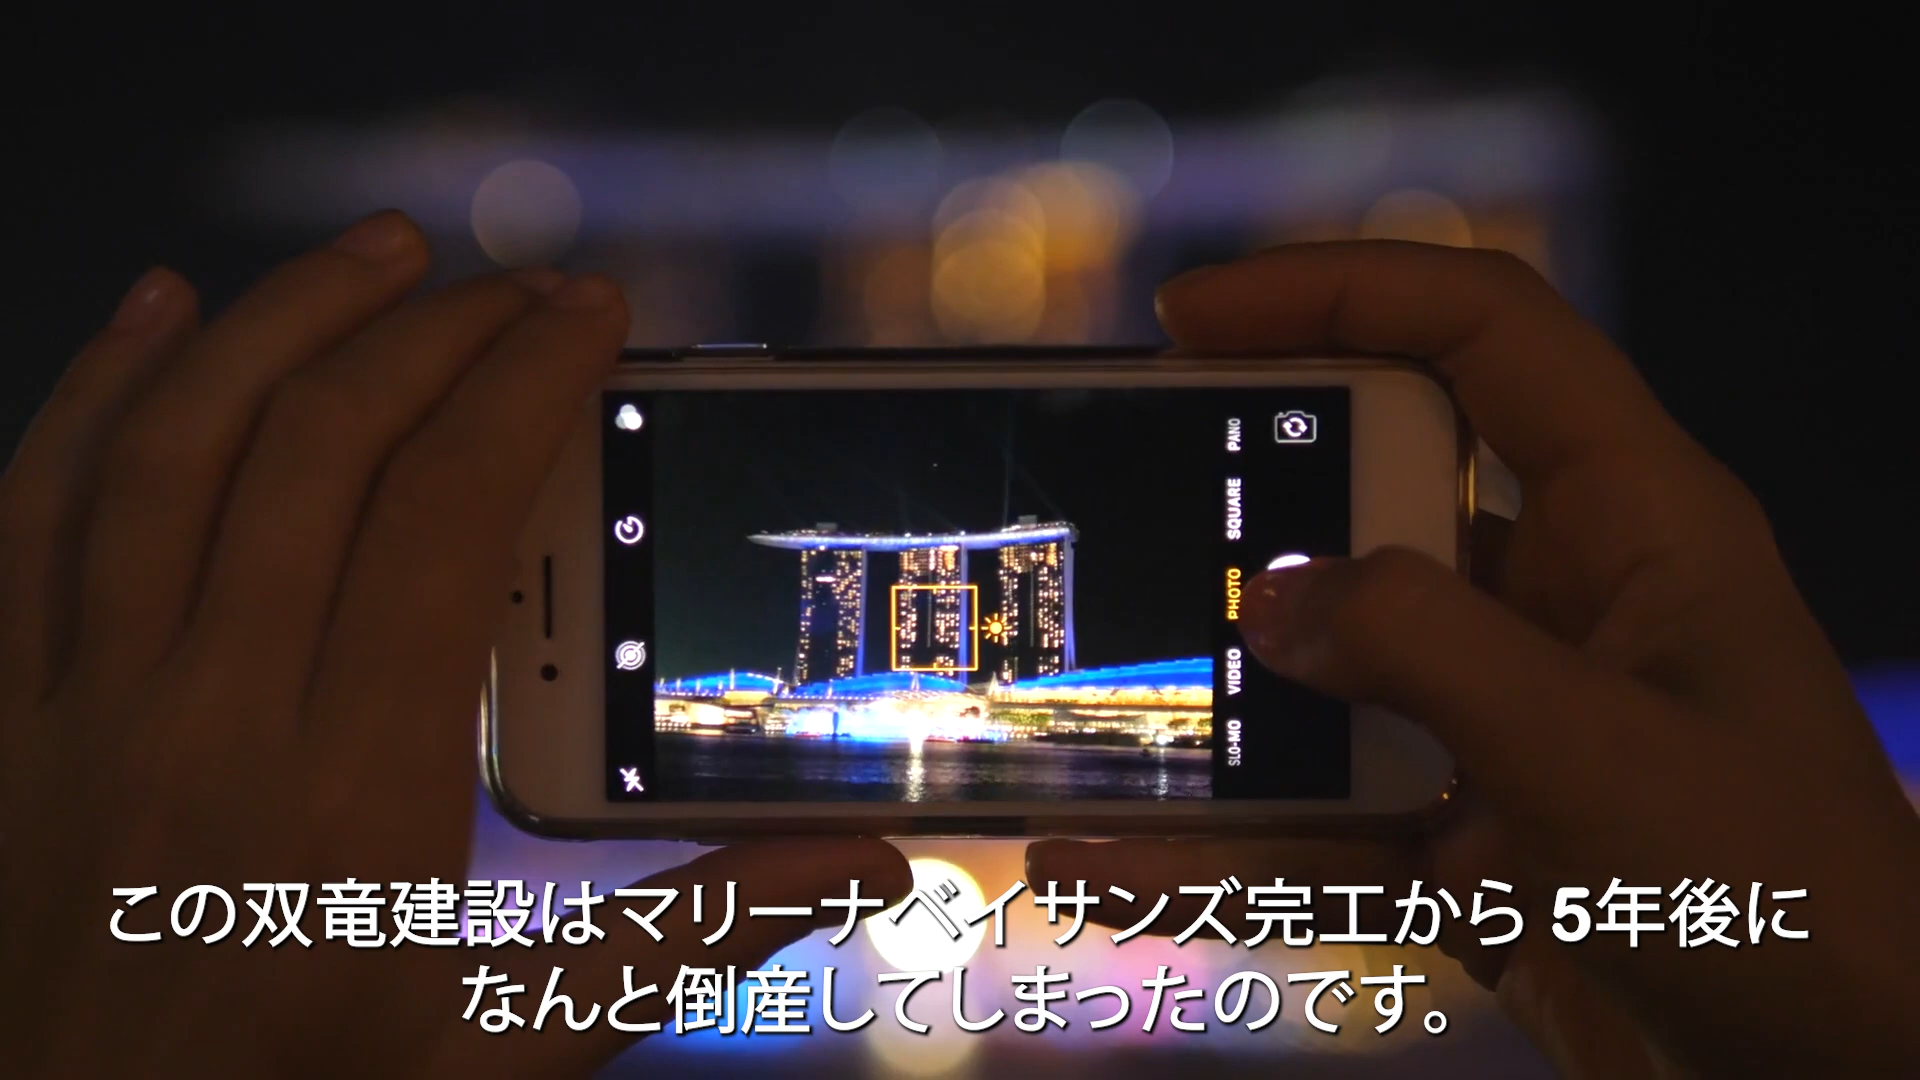 PANO
SQUARE
PHOTO
VIDEO
SLO-MO
この双竜建設はマリーナベイサンズ完工から 5年後に
なんと倒産してしまったのです。